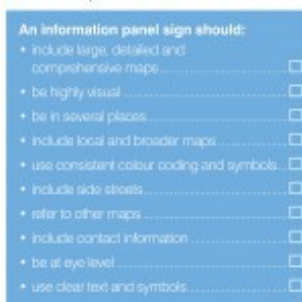 An information panel sign should:
• include large, detailed and
comprehensive maps
• be highly visual
• be in several places
• include local and broader maps
• use consistent colour coding and symbols
• include side streets
• refer to other maps
• include contact information
• be at eye level
• use clear text and symbols